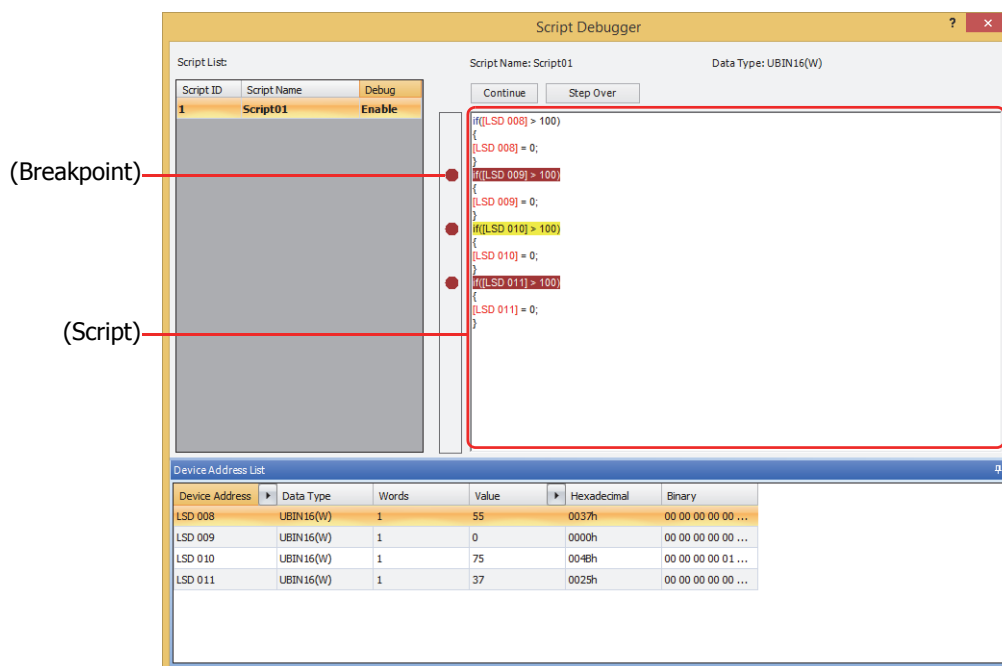 Script Debugger ? ×
Script List: Script Name: Script01 Data Type: UBIN16(W)
Script ID Script Name Debug Continue Step Over
1 Script01 Enable
if([LSD 008] > 100)
{
[LSD 008] = 0;
}
(Breakpoint) if([LSD 009] > 100)
{
[LSD 009] = 0;
}
if([LSD 010] > 100)
{
[LSD 010] = 0;
}
if([LSD 011] > 100)
{
[LSD 011] = 0;
}
(Script)
Device Address List
Device Address Data Type Words Value Hexadecimal Binary
LSD 008 UBIN16(W) 1 55 0037h 00 00 00 00 00 ...
LSD 009 UBIN16(W) 1 0 0000h 00 00 00 00 00 ...
LSD 010 UBIN16(W) 1 75 004Bh 00 00 00 00 01 ...
LSD 011 UBIN16(W) 1 37 0025h 00 00 00 00 00 ...